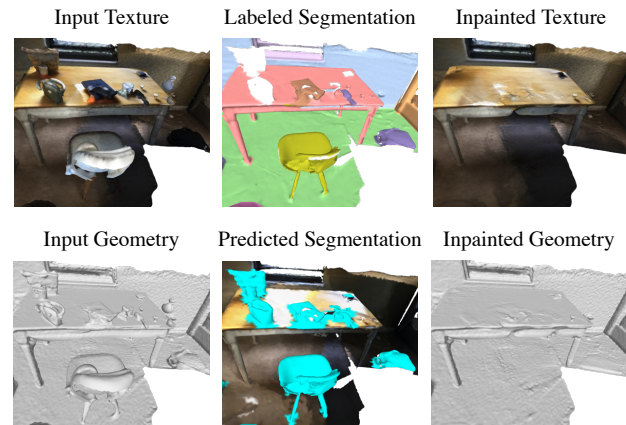 Input Texture
Labeled Segmentation
Inpainted Texture
Input Geometry
Predicted Segmentation
Inpainted Geometry